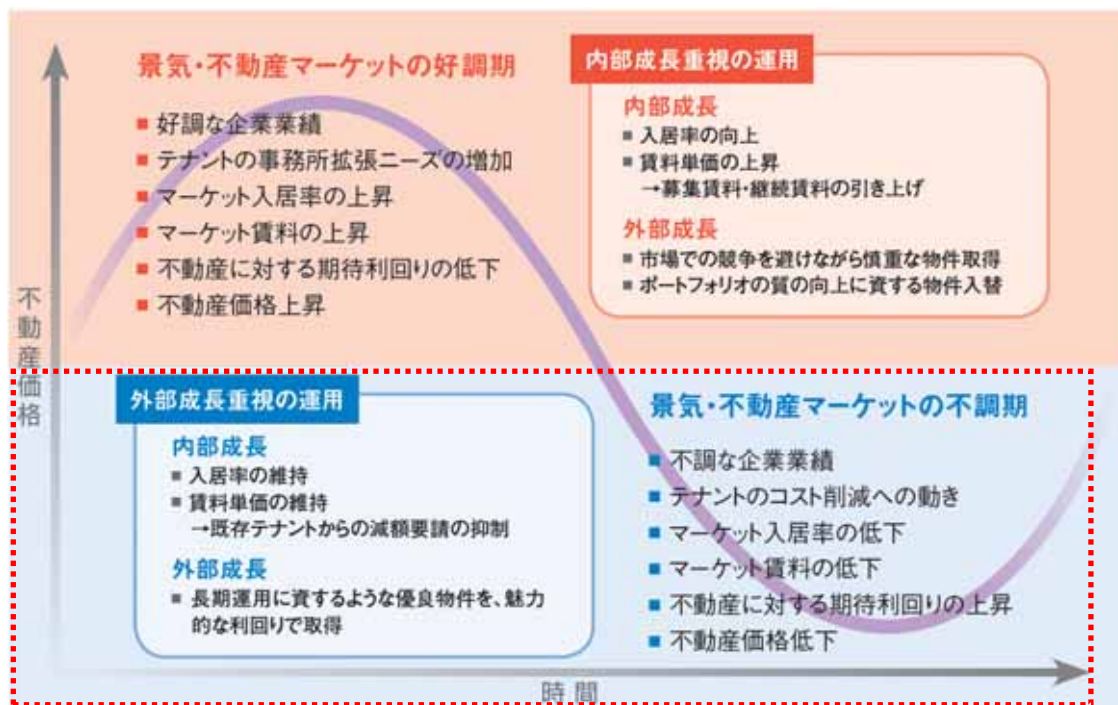 景気・不動産マーケットの好調期
■ 好調な企業業績
■ テナントの事務所拡張ニーズの増加
■ マーケット入居率の上昇
■ マーケット賃料の上昇
■ 不動産に対する期待利回りの低下
■ 不動産価格上昇
内部成長重視の運用
内部成長
■ 入居率の向上
■ 賃料単価の上昇
→募集賃料・継続賃料の引き上げ
外部成長
■ 市場での競争を避けながら慎重な物件取得
■ ポートフォリオの質の向上に資する物件入替
不動産価格
外部成長重視の運用
内部成長
■ 入居率の維持
■ 賃料単価の維持
→既存テナントからの減額要請の抑制
外部成長
■ 長期運用に資するような優良物件を、魅力
的な利回りで取得
景気・不動産マーケットの不調期
■ 不調な企業業績
■ テナントのコスト削減への動き
■ マーケット入居率の低下
■ マーケット賃料の低下
■ 不動産に対する期待利回りの上昇
■ 不動産価格低下
時間